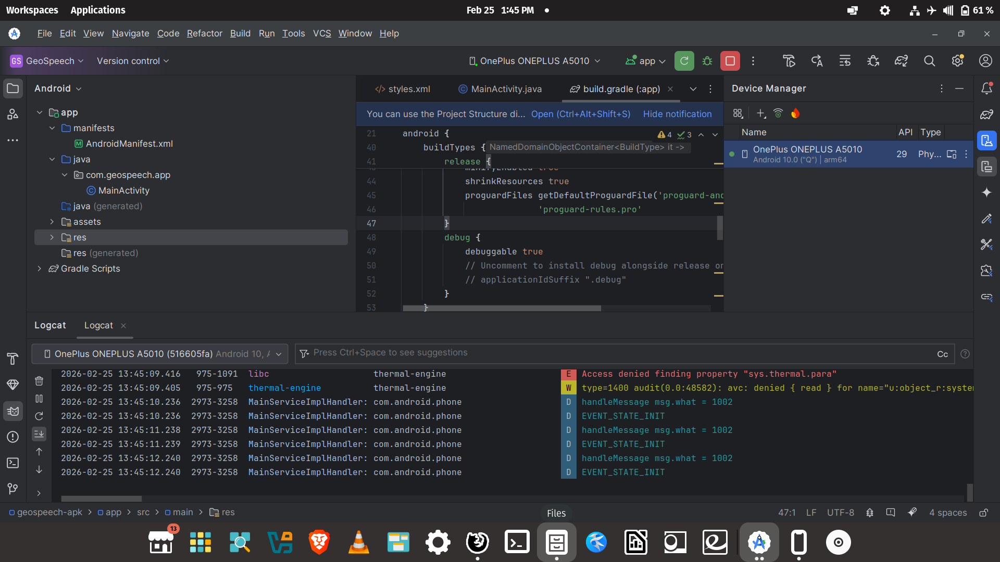 Workspaces Applications Feb 25 1:45 PM 61 %
File Edit View Navigate Code Refactor Build Run Tools VCS Window Help
GS GeoSpeech Version control OnePlus ONEPLUS A5010 app
Android
app
manifests
AndroidManifest.xml
java
com.geospeech.app
MainActivity
java (generated)
assets
res
res (generated)
Gradle Scripts
styles.xml MainActivity.java build.gradle (:app)
You can use the Project Structure di... Open (Ctrl+Alt+Shift+S) Hide notification
21 android { 4 3
40 buildTypes { NamedDomainObjectContainer<BuildType> it ->
41 release {
minifyEnabled true
44 shrinkResources true
45 proguardFiles getDefaultProguardFile('proguard-and
46 'proguard-rules.pro'
47 }
48 debug {
49 debuggable true
50 // Uncomment to install debug alongside release on
51 // applicationIdSuffix ".debug"
52 }
53 }
Device Manager
Name API Type
OnePlus ONEPLUS A5010 29 Phy...
Android 10.0 ("Q") | arm64
Logcat Logcat
OnePlus ONEPLUS A5010 (516605fa) Android 10, Press Ctrl+Space to see suggestions Cc
2026-02-25 13:45:09.416 975-1091 libc thermal-engine E Access denied finding property "sys.thermal.para"
2026-02-25 13:45:09.405 975-975 thermal-engine thermal-engine W type=1400 audit(0.0:48582): avc: denied { read } for name="u:object_r:system
2026-02-25 13:45:10.236 2973-3258 MainServiceImplHandler: com.android.phone D handleMessage msg.what = 1002
2026-02-25 13:45:10.236 2973-3258 MainServiceImplHandler: com.android.phone D EVENT_STATE_INIT
2026-02-25 13:45:11.238 2973-3258 MainServiceImplHandler: com.android.phone D handleMessage msg.what = 1002
2026-02-25 13:45:11.239 2973-3258 MainServiceImplHandler: com.android.phone D EVENT_STATE_INIT
2026-02-25 13:45:12.240 2973-3258 MainServiceImplHandler: com.android.phone D handleMessage msg.what = 1002
2026-02-25 13:45:12.240 2973-3258 MainServiceImplHandler: com.android.phone D EVENT_STATE_INIT
geospeech-apk > app > src > main > res Files 47:1 LF UTF-8 4 spaces
13